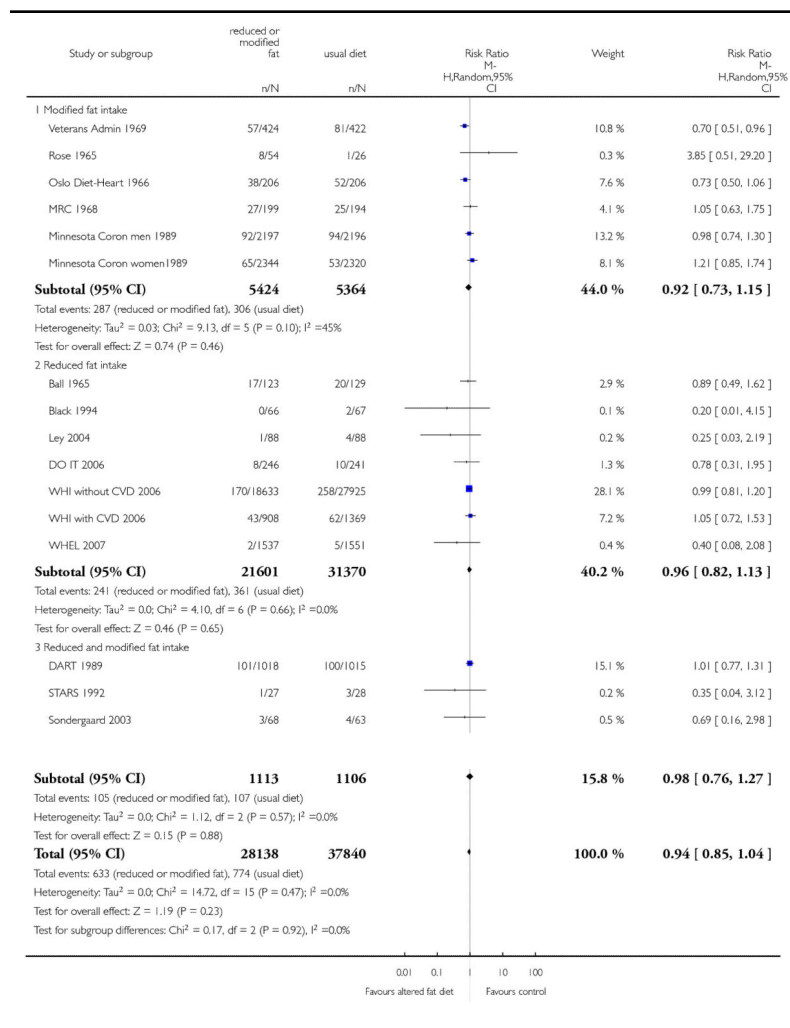 reduced or
modified
Study or subgroup fat usual diet Risk Ratio Weight Risk Ratio
M- M-
H,Random,95% H,Random,95%
n/N n/N CI CI
1 Modified fat intake
Veterans Admin 1969 57/424 81/422 10.8 % 0.70 [ 0.51, 0.96 ]
Rose 1965 8/54 1/26 0.3 % 3.85 [ 0.51, 29.20 ]
Oslo Diet-Heart 1966 38/206 52/206 7.6 % 0.73 [ 0.50, 1.06 ]
MRC 1968 27/199 25/194 4.1 % 1.05 [ 0.63, 1.75 ]
Minnesota Coron men 1989 92/2197 94/2196 13.2 % 0.98 [ 0.74, 1.30 ]
Minnesota Coron women1989 65/2344 53/2320 8.1 % 1.21 [ 0.85, 1.74 ]
Subtotal (95% CI) 5424 5364 44.0 % 0.92 [ 0.73, 1.15 ]
Total events: 287 (reduced or modified fat), 306 (usual diet)
Heterogeneity: Tau² = 0.03; Chi² = 9.13, df = 5 (P = 0.10); I² =45%
Test for overall effect: Z = 0.74 (P = 0.46)
2 Reduced fat intake
Ball 1965 17/123 20/129 2.9 % 0.89 [ 0.49, 1.62 ]
Black 1994 0/66 2/67 0.1 % 0.20 [ 0.01, 4.15 ]
Ley 2004 1/88 4/88 0.2 % 0.25 [ 0.03, 2.19 ]
DO IT 2006 8/246 10/241 1.3 % 0.78 [ 0.31, 1.95 ]
WHI without CVD 2006 170/18633 258/27925 28.1 % 0.99 [ 0.81, 1.20 ]
WHI with CVD 2006 43/908 62/1369 7.2 % 1.05 [ 0.72, 1.53 ]
WHEL 2007 2/1537 5/1551 0.4 % 0.40 [ 0.08, 2.08 ]
Subtotal (95% CI) 21601 31370 40.2 % 0.96 [ 0.82, 1.13 ]
Total events: 241 (reduced or modified fat), 361 (usual diet)
Heterogeneity: Tau² = 0.0; Chi² = 4.10, df = 6 (P = 0.66); I² =0.0%
Test for overall effect: Z = 0.46 (P = 0.65)
3 Reduced and modified fat intake
DART 1989 101/1018 100/1015 15.1 % 1.01 [ 0.77, 1.31 ]
STARS 1992 1/27 3/28 0.2 % 0.35 [ 0.04, 3.12 ]
Sondergaard 2003 3/68 4/63 0.5 % 0.69 [ 0.16, 2.98 ]
Subtotal (95% CI) 1113 1106 15.8 % 0.98 [ 0.76, 1.27 ]
Total events: 105 (reduced or modified fat), 107 (usual diet)
Heterogeneity: Tau² = 0.0; Chi² = 1.12, df = 2 (P = 0.57); I² =0.0%
Test for overall effect: Z = 0.15 (P = 0.88)
Total (95% CI) 28138 37840 100.0 % 0.94 [ 0.85, 1.04 ]
Total events: 633 (reduced or modified fat), 774 (usual diet)
Heterogeneity: Tau² = 0.0; Chi² = 14.72, df = 15 (P = 0.47); I² =0.0%
Test for overall effect: Z = 1.19 (P = 0.23)
Test for subgroup differences: Chi² = 0.17, df = 2 (P = 0.92), I² =0.0%
0.01 0.1 1 10 100
Favours altered fat diet Favours control